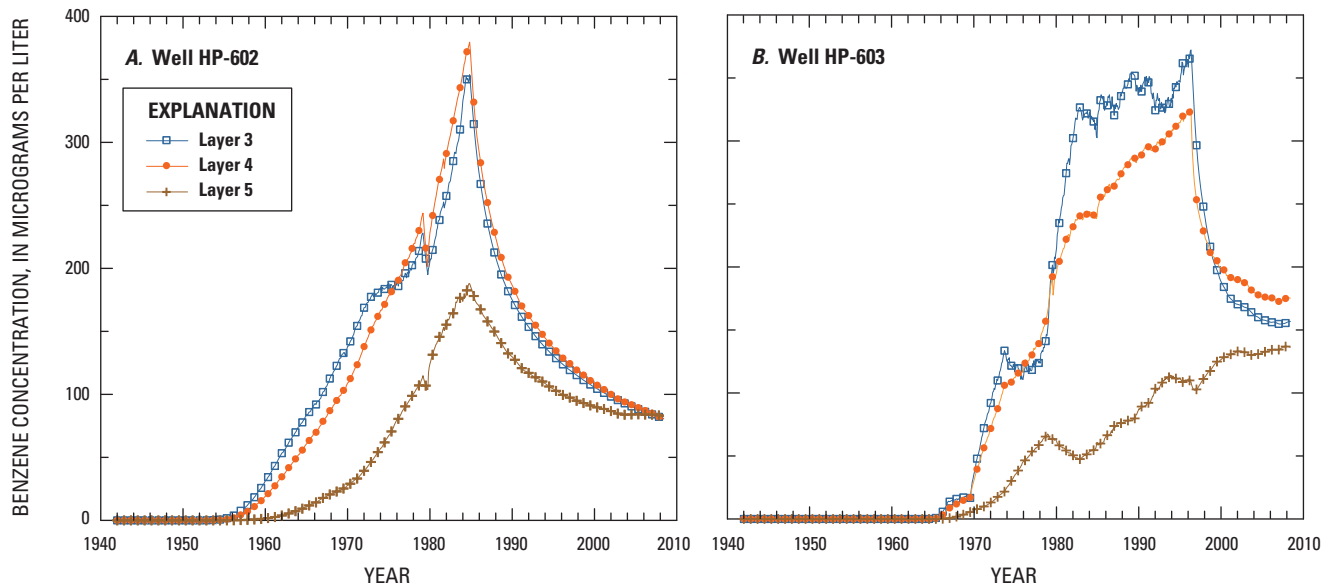 BENZENE CONCENTRATION, IN MICROGRAMS PER LITER
400
300
200
100
0
A. Well HP-602
EXPLANATION
Layer 3
Layer 4
Layer 5
1940 1950 1960 1970 1980 1990 2000 2010
YEAR
B. Well HP-603
1940 1950 1960 1970 1980 1990 2000 2010
YEAR